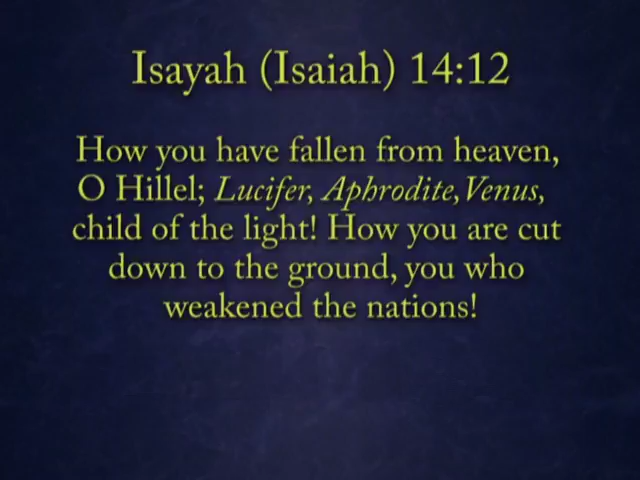 Isayah (Isaiah) 14:12
How you have fallen from heaven,
O Hillel; Lucifer, Aphrodite, Venus,
child of the light! How you are cut
down to the ground, you who
weakened the nations!